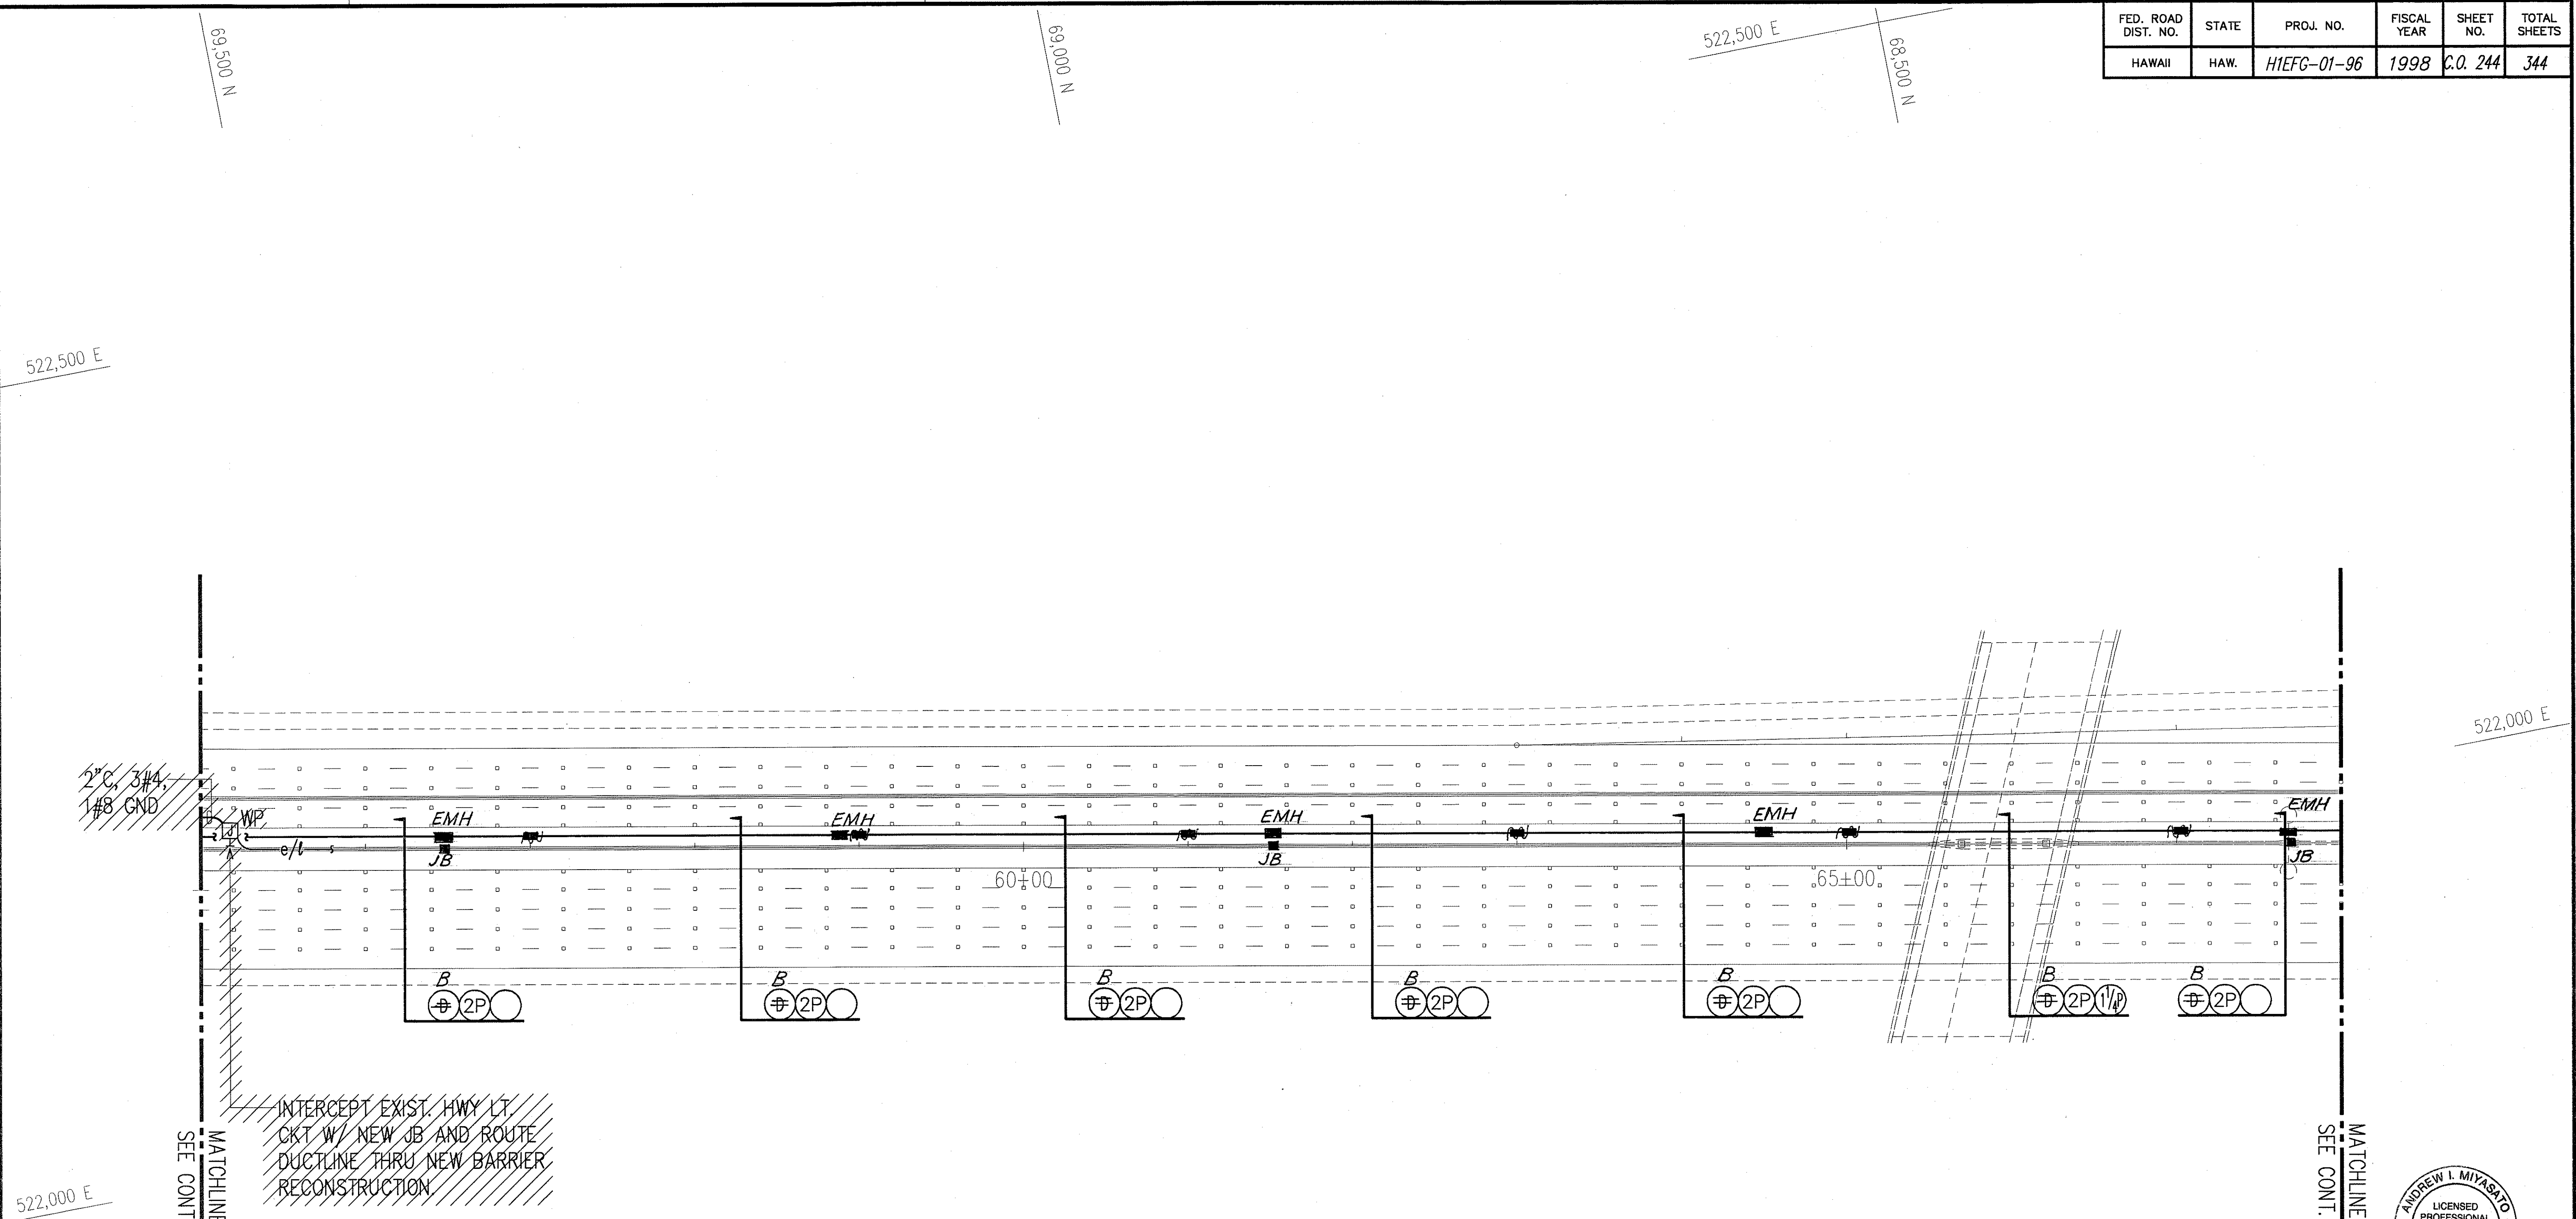 FED. ROAD DIST. NO. STATE PROJ. NO. FISCAL YEAR SHEET NO. TOTAL SHEETS
HAWAII HAW. H1EFG-01-96 1998 C.O. 244 344
69,500 N
69,000 N
522,500 E
68,500 N
522,500 E
522,000 E
2"C, 3#4,
1#8 GND
WP
J
e/l s
EMH
JB
EMH
EMH
JB
EMH
EMH
JB
60+00
65+00
B
D 2P
B
D 2P
B
D 2P
B
D 2P
B
D 2P
B
D 2P 1¼P
B
D 2P
INTERCEPT EXIST. HWY LT.
CKT W/ NEW JB AND ROUTE
DUCTLINE THRU NEW BARRIER
RECONSTRUCTION.
MATCHLINE
SEE CONT
MATCHLINE
SEE CONT.
522,000 E
ANDREW I. MIYASATO
LICENSED
PROFESSIONAL